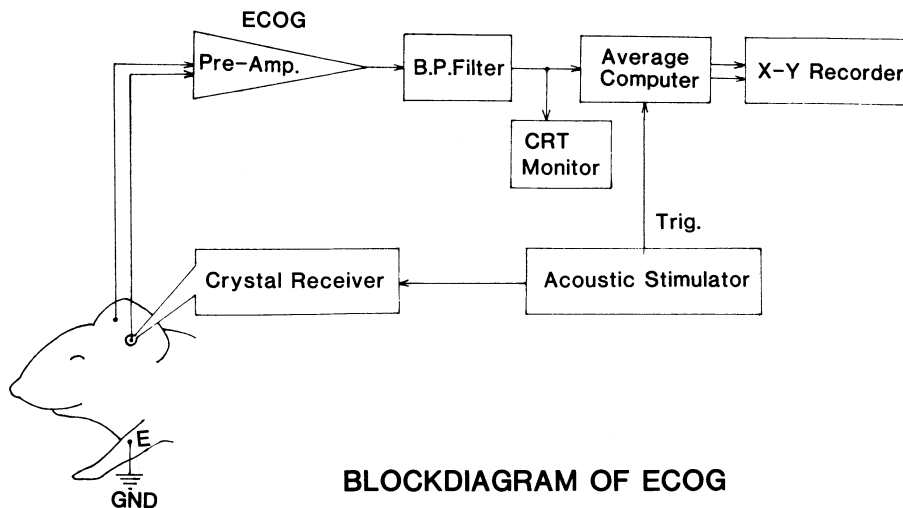 ECOG
Pre-Amp.
B.P.Filter
Average
Computer
X-Y Recorder
CRT
Monitor
Trig.
Crystal Receiver
Acoustic Stimulator
E
GND
BLOCKDIAGRAM OF ECOG